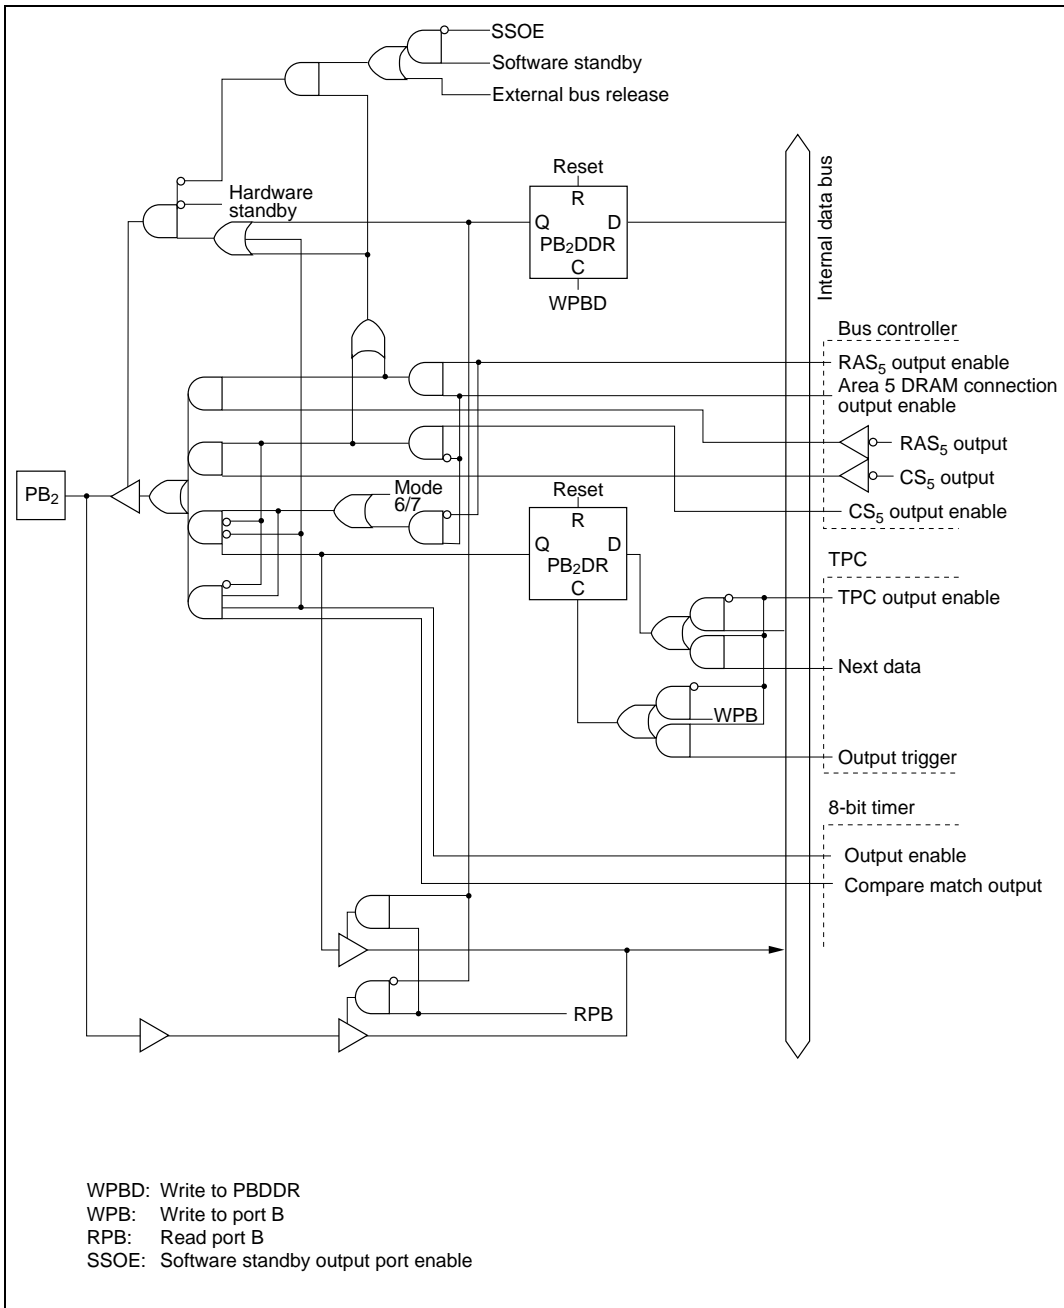 SSOE
Software standby
External bus release
Hardware
standby
Reset
R
Q D
PB₂DDR
C
WPBD
Internal data bus
Bus controller
RAS₅ output enable
Area 5 DRAM connection
output enable
RAS₅ output
CS₅ output
CS₅ output enable
PB₂
Mode
6/7
Reset
R
Q D
PB₂DR
C
TPC
TPC output enable
Next data
WPB
Output trigger
8-bit timer
Output enable
Compare match output
RPB
WPBD: Write to PBDDR
WPB: Write to port B
RPB: Read port B
SSOE: Software standby output port enable